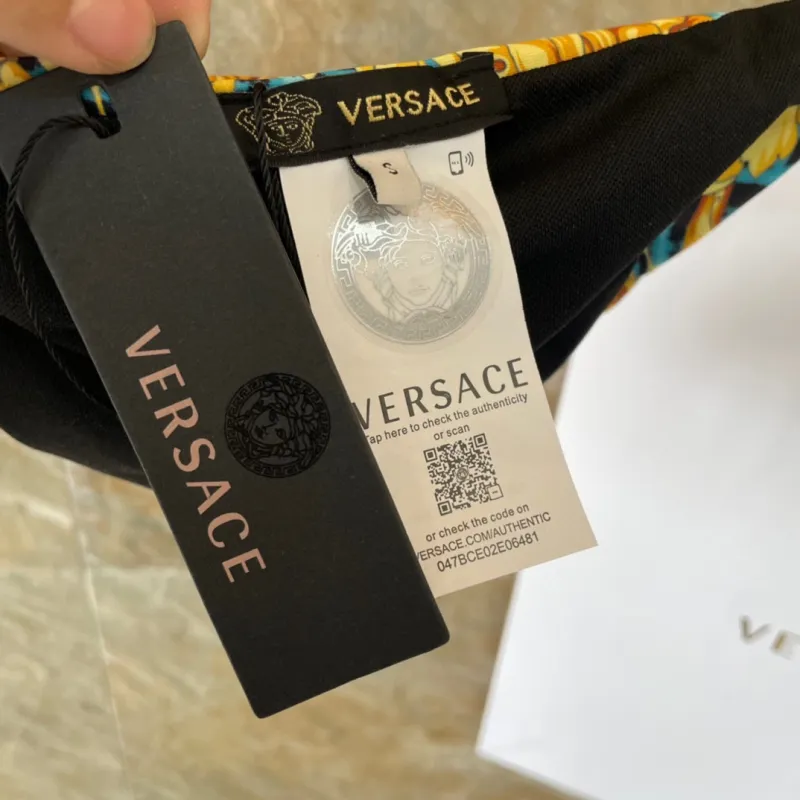 VERSACE
S
VERSACE
VERSACE
Tap here to check the authenticity
or scan
or check the code on
VERSACE.COM/AUTHENTIC
047BCE02E06481
VE